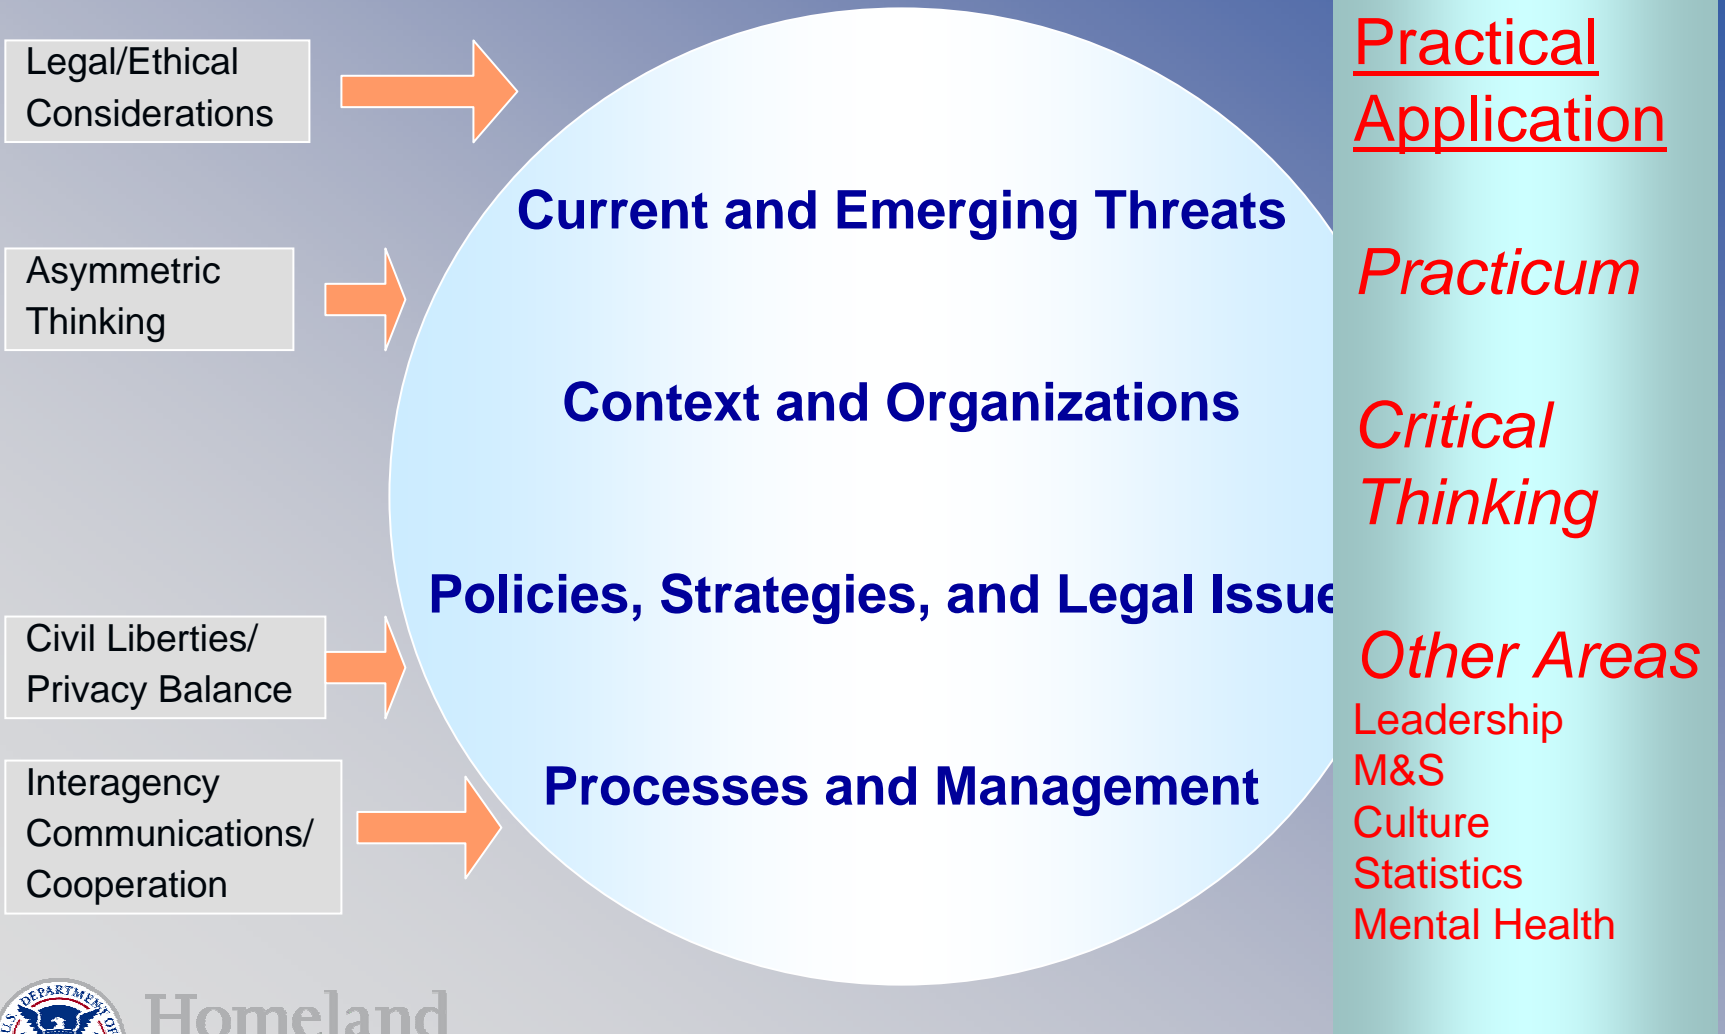 Legal/Ethical
Considerations
Asymmetric
Thinking
Civil Liberties/
Privacy Balance
Interagency
Communications/
Cooperation
Current and Emerging Threats
Context and Organizations
Policies, Strategies, and Legal Issue
Processes and Management
Practical
Application
Practicum
Critical
Thinking
Other Areas
Leadership
M&S
Culture
Statistics
Mental Health
U.S. DEPARTMENT OF
Homeland